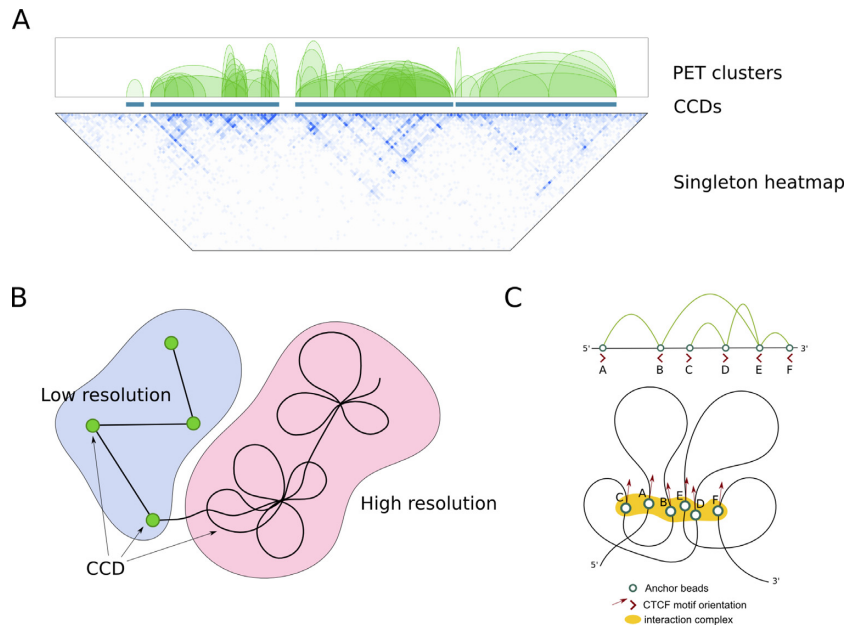 A
PET clusters
CCDs
Singleton heatmap
B
Low resolution
High resolution
CCD
C
5' 3'
A B C D E F
C A B E D F
5' 3'
Anchor beads
CTCF motif orientation
interaction complex